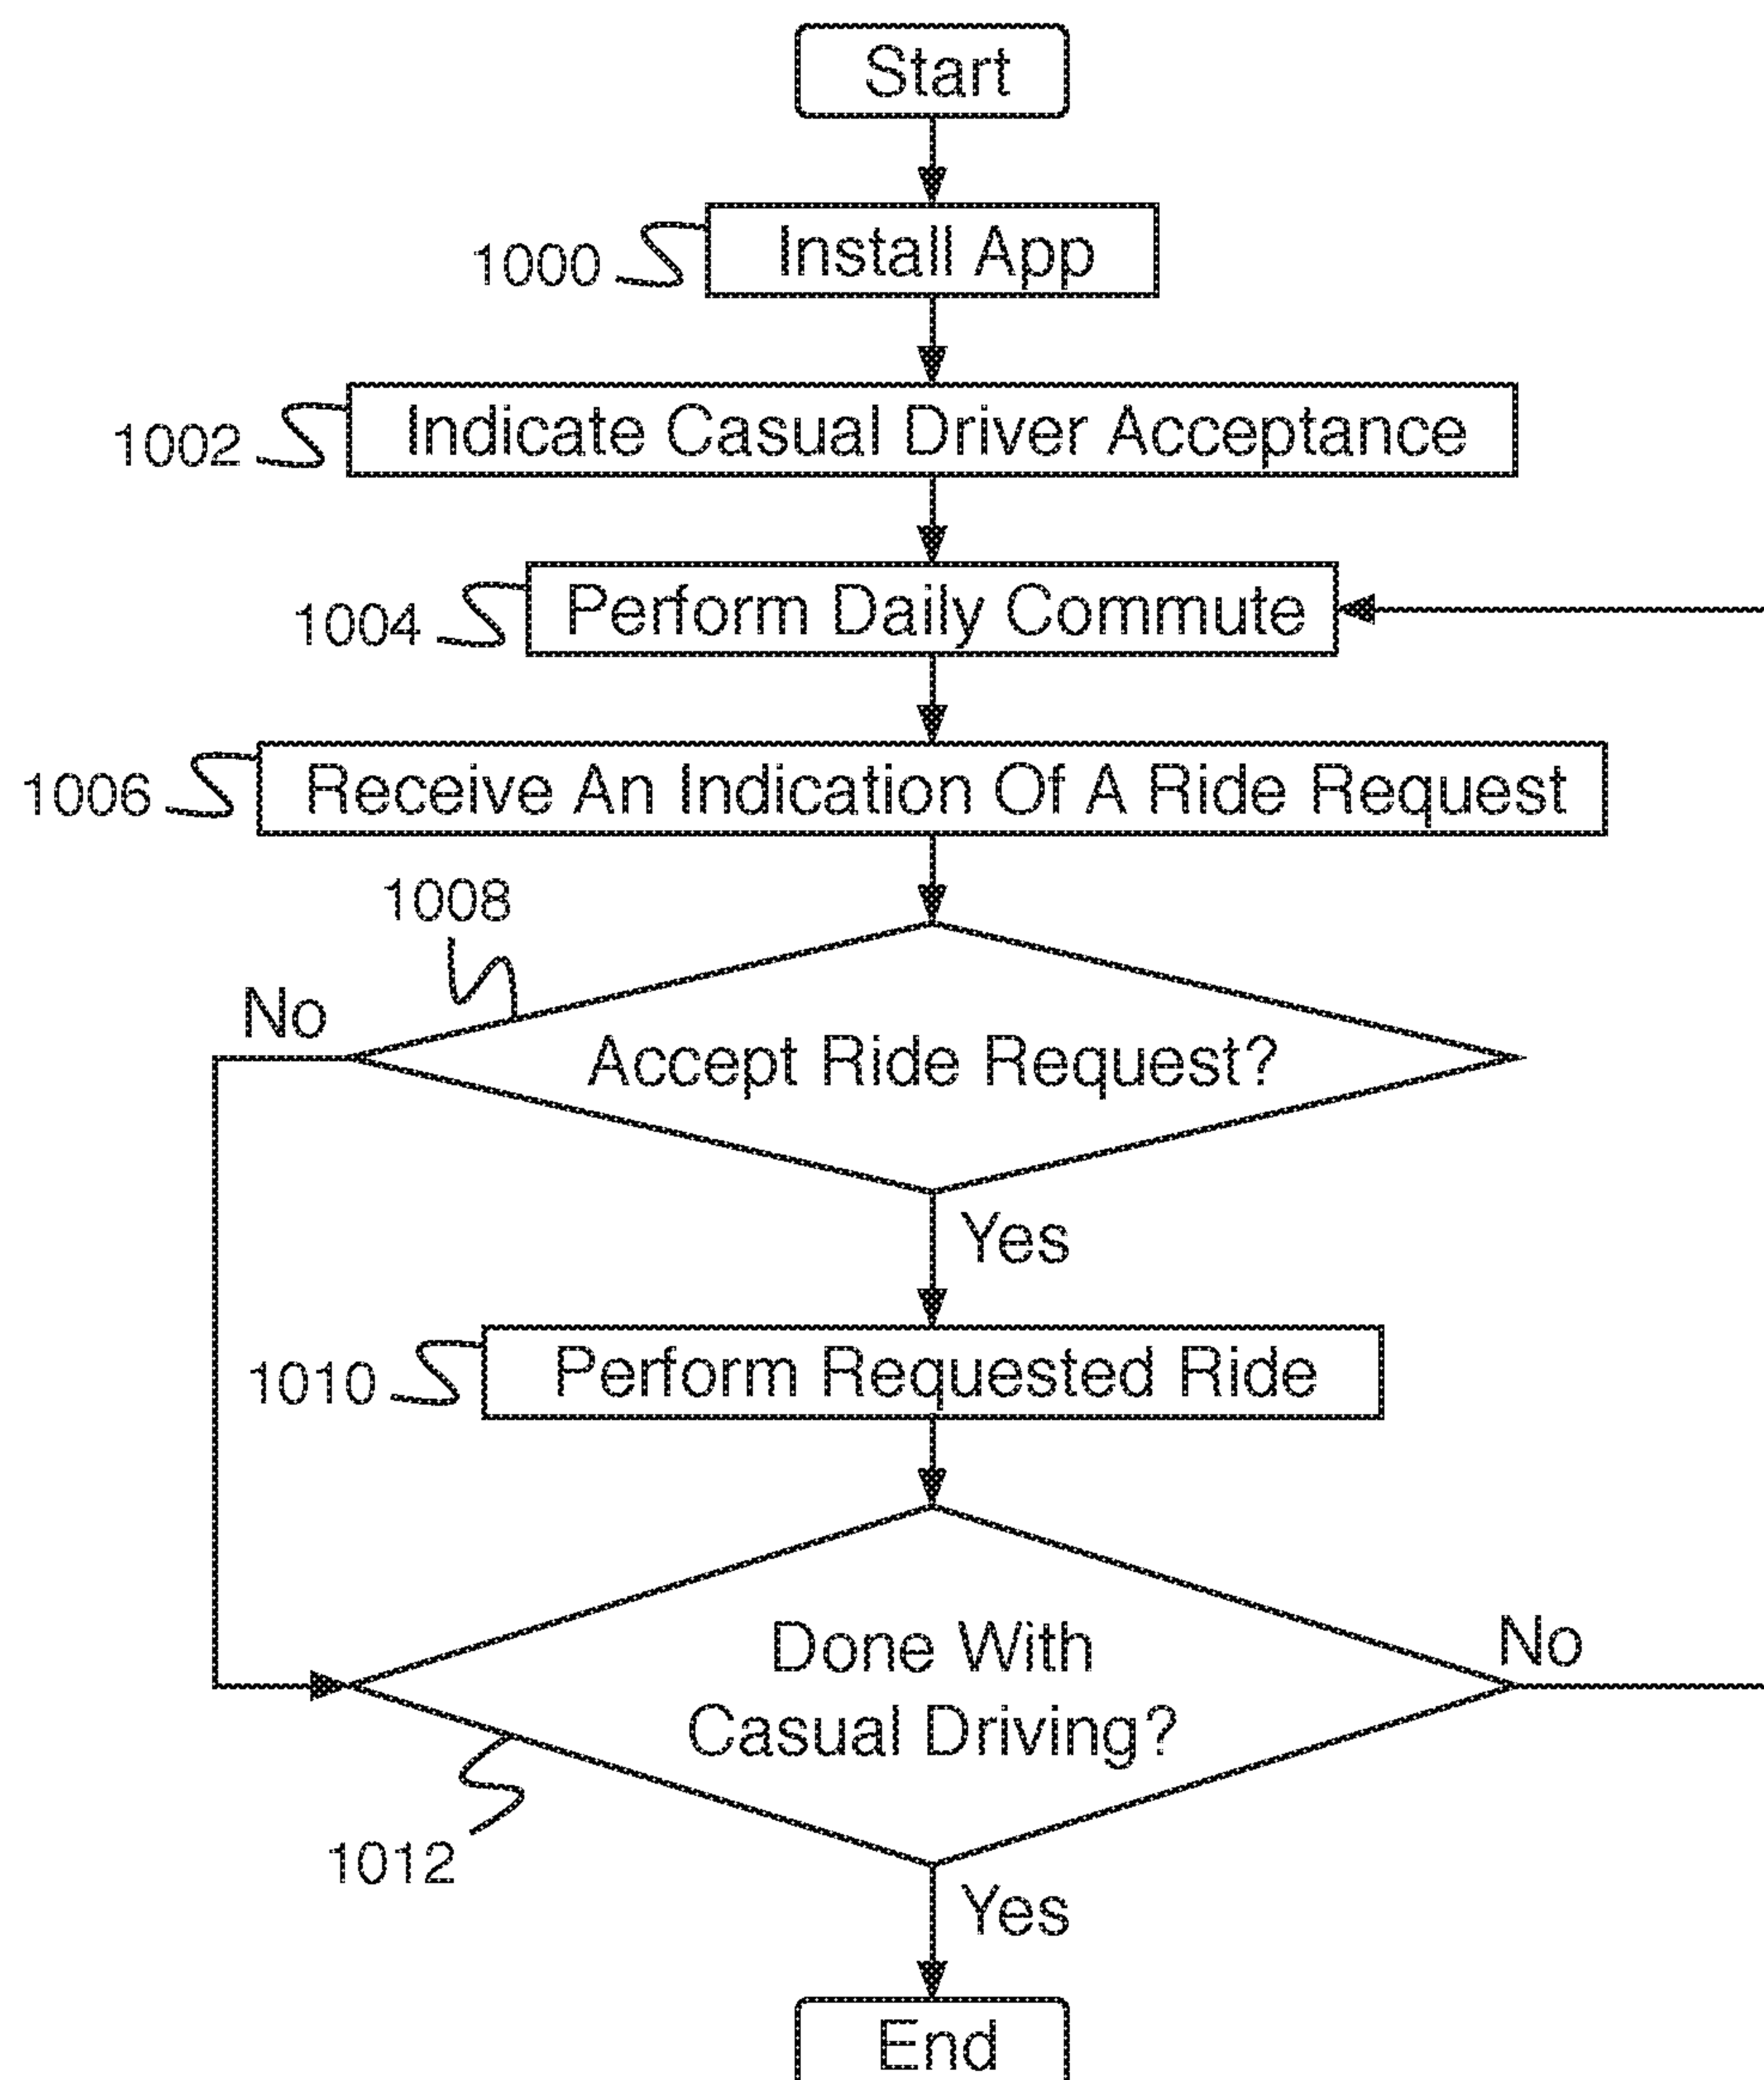 Start
1000
Install App
1002
Indicate Casual Driver Acceptance
1004
Perform Daily Commute
1006
Receive An Indication Of A Ride Request
1008
No
Accept Ride Request?
Yes
1010
Perform Requested Ride
Done With
Casual Driving?
No
1012
Yes
End